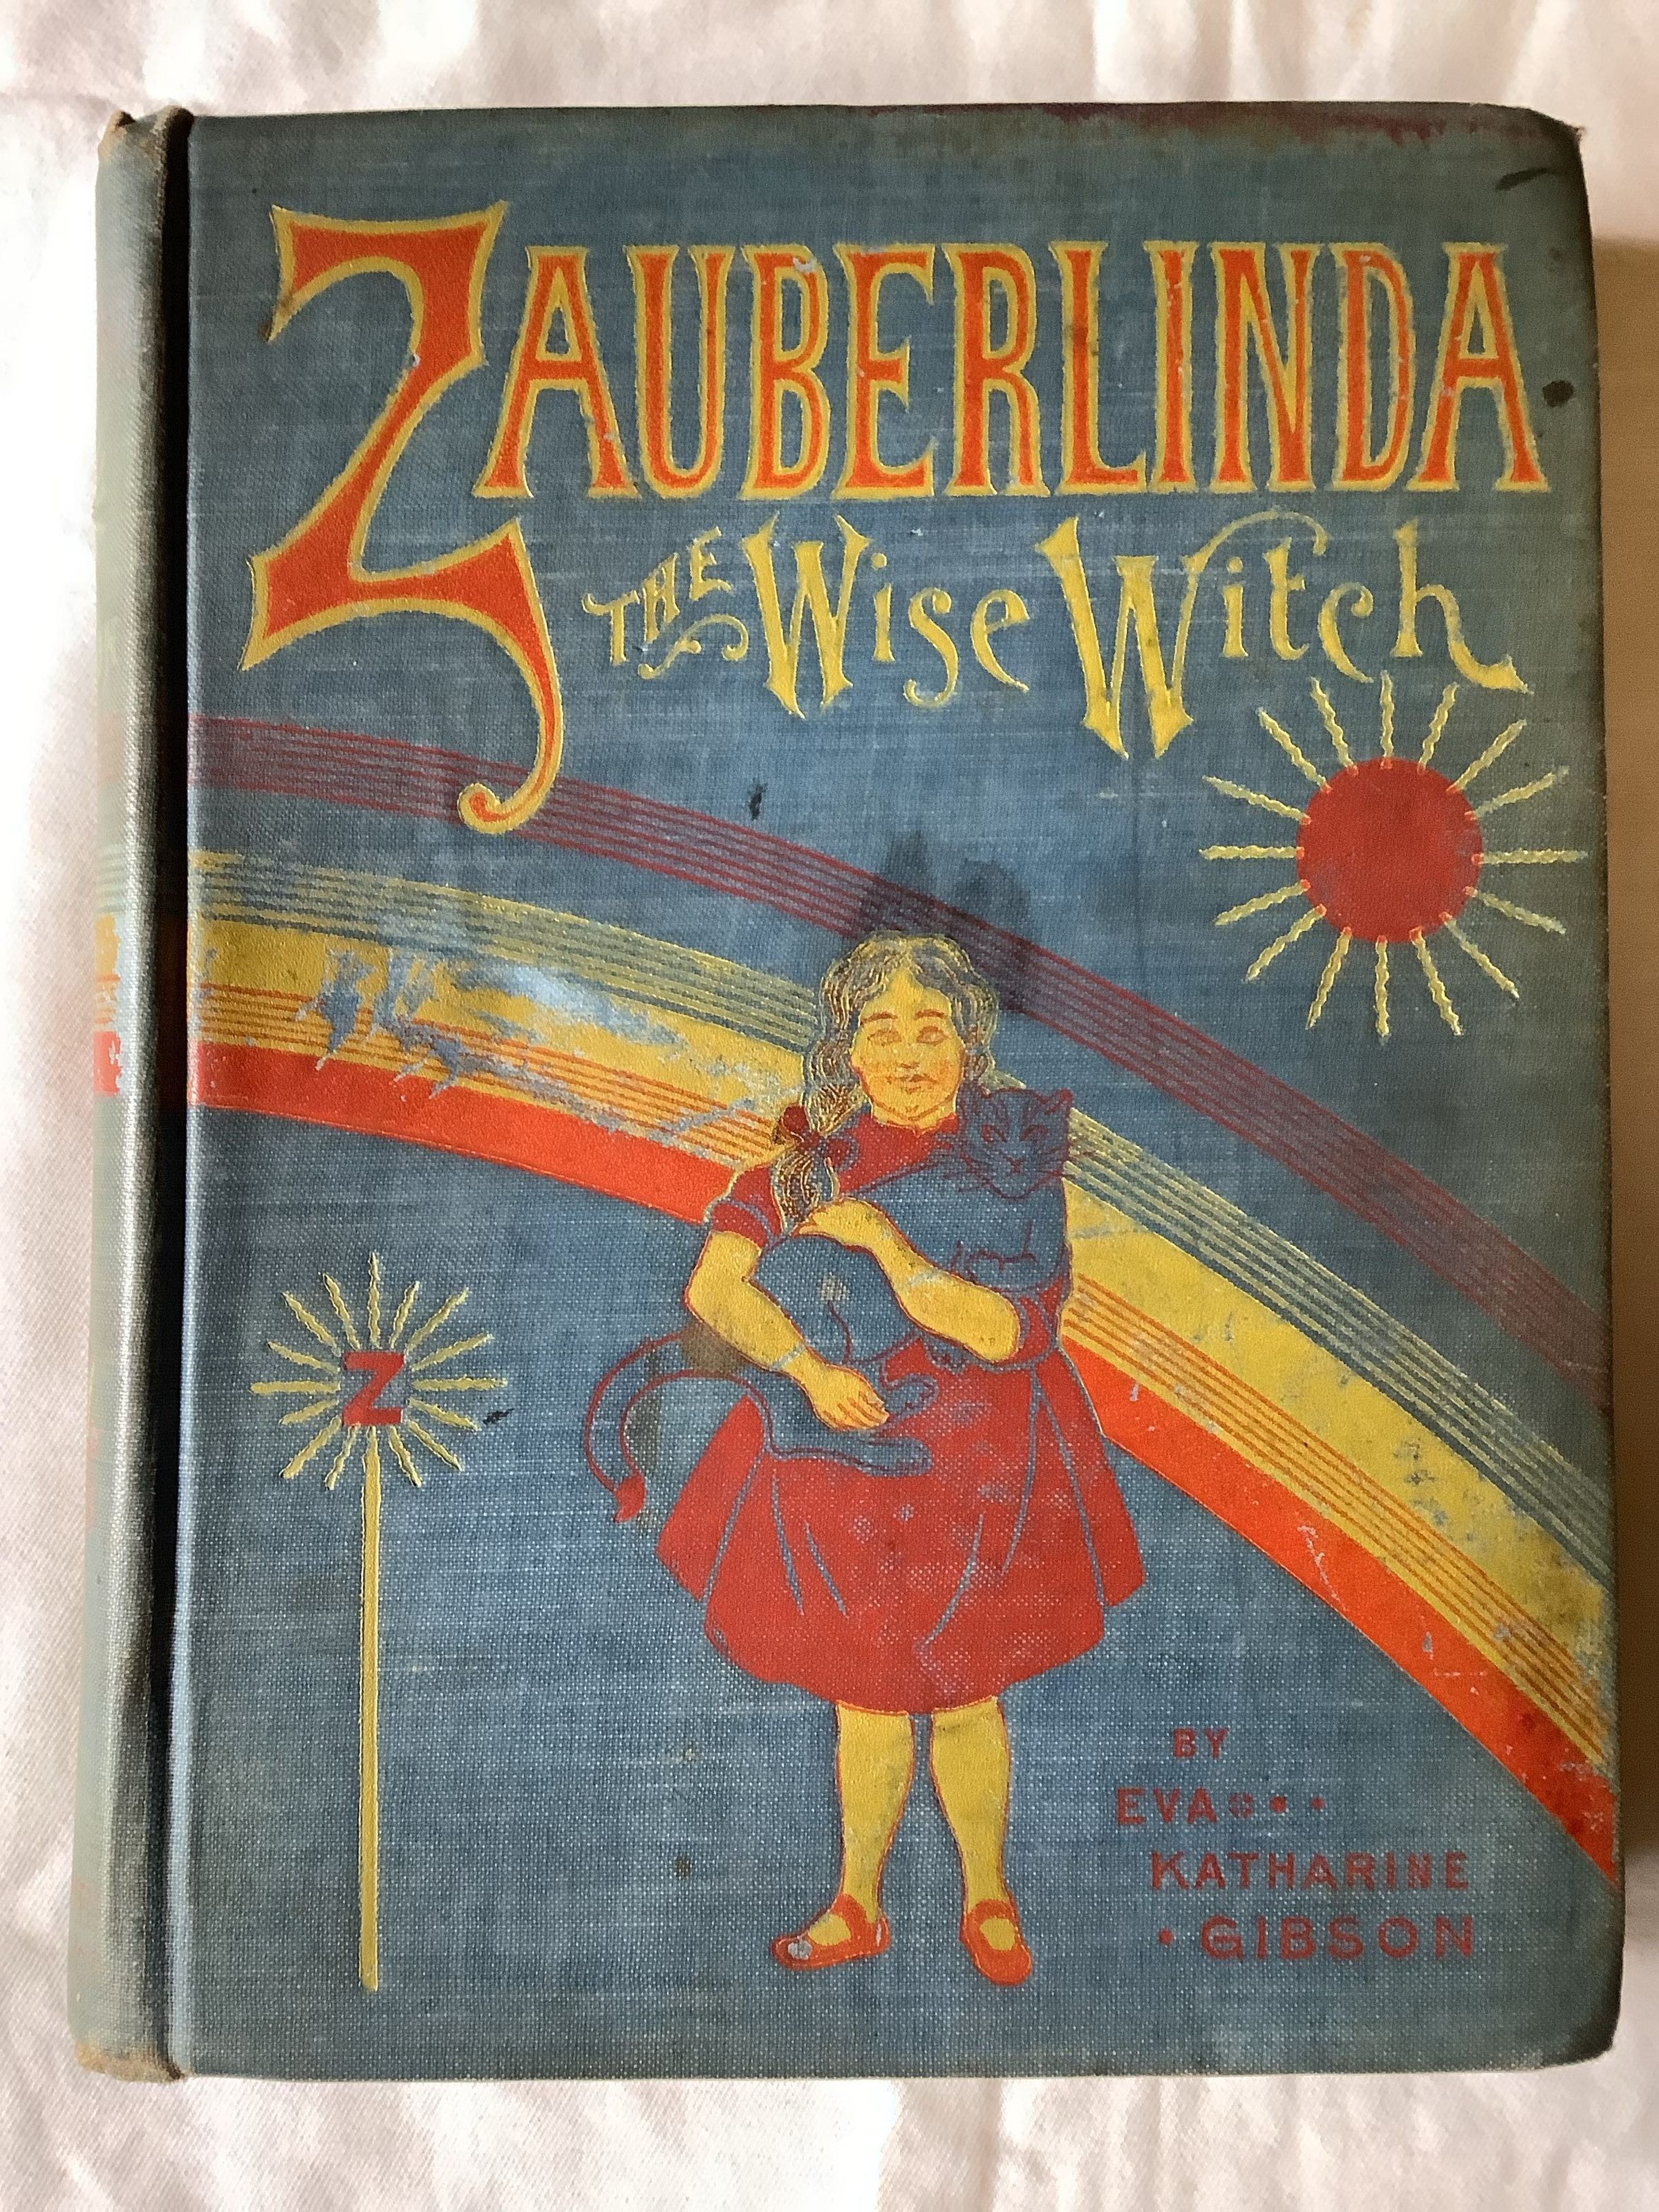 ZAUBERLINDA
THE Wise Witch
Z
BY
EVA
KATHARINE
GIBSON